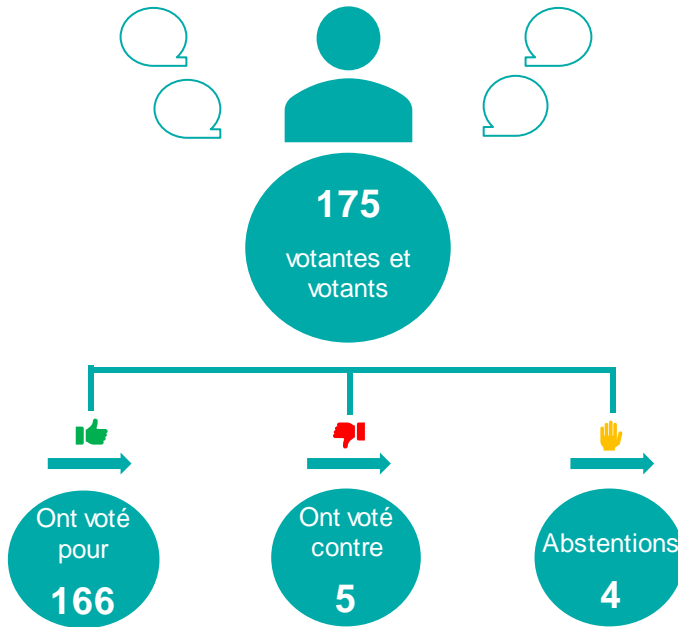 175
votantes et
votants
Ont voté
pour
166
Ont voté
contre
5
Abstentions
4